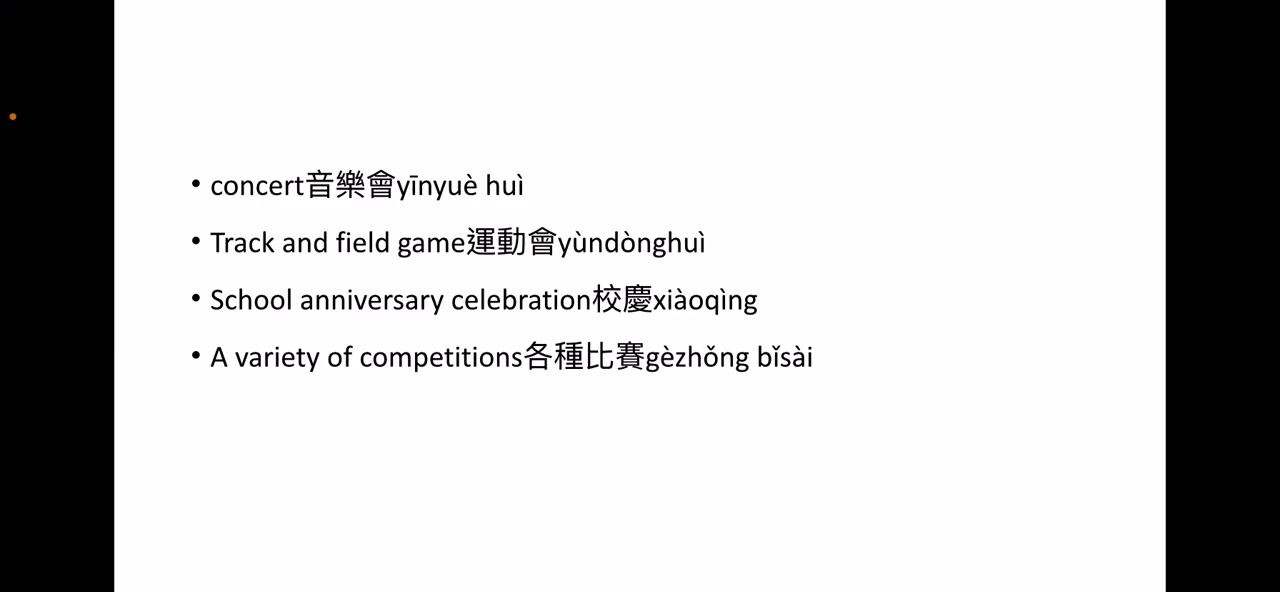 • concert音樂會yīnyuè huì
• Track and field game運動會yùndònghuì
• School anniversary celebration校慶xiàoqìng
• A variety of competitions各種比賽gèzhǒng bǐsài